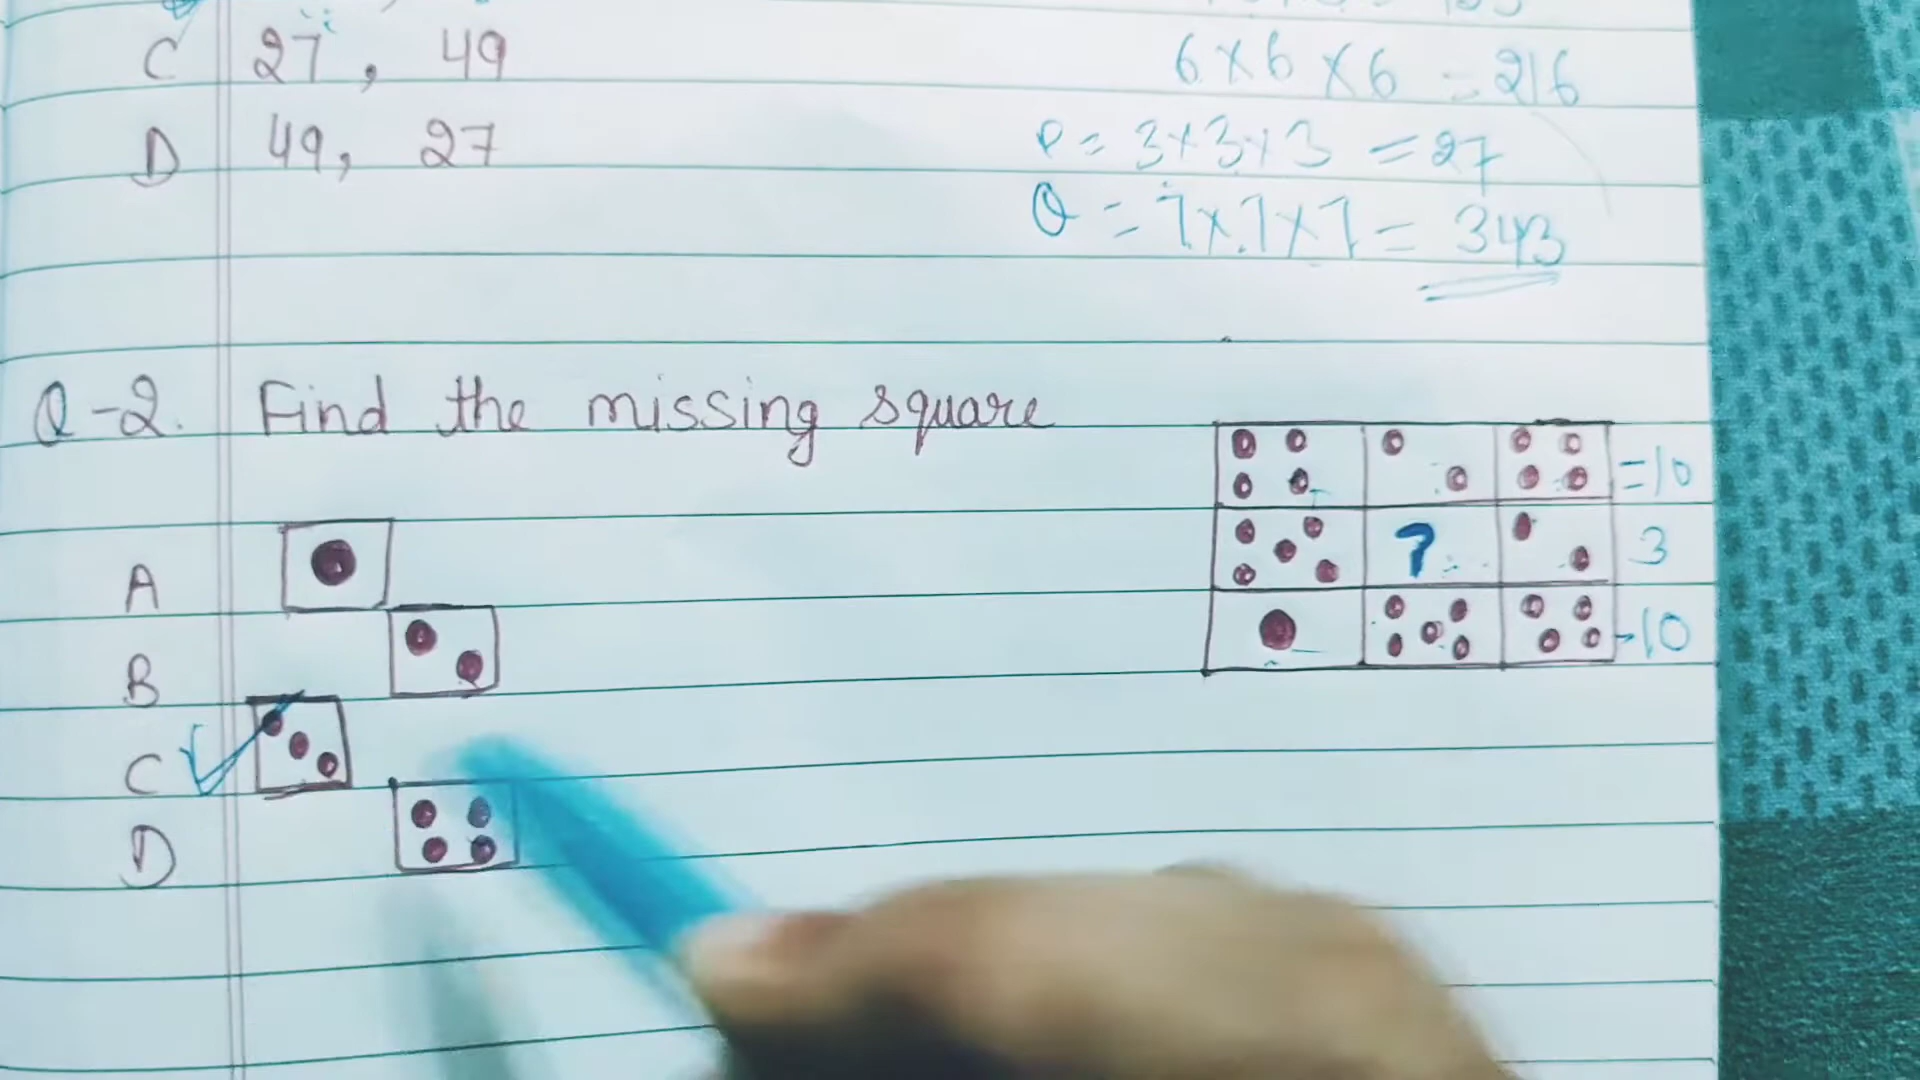 C 27, 49
6×6×6 = 216
D 49, 27
P = 3×3×3 = 27
Q = 7×7×7 = 343
Q-2. Find the missing square
=10
A
? 3
B
-10
C
D